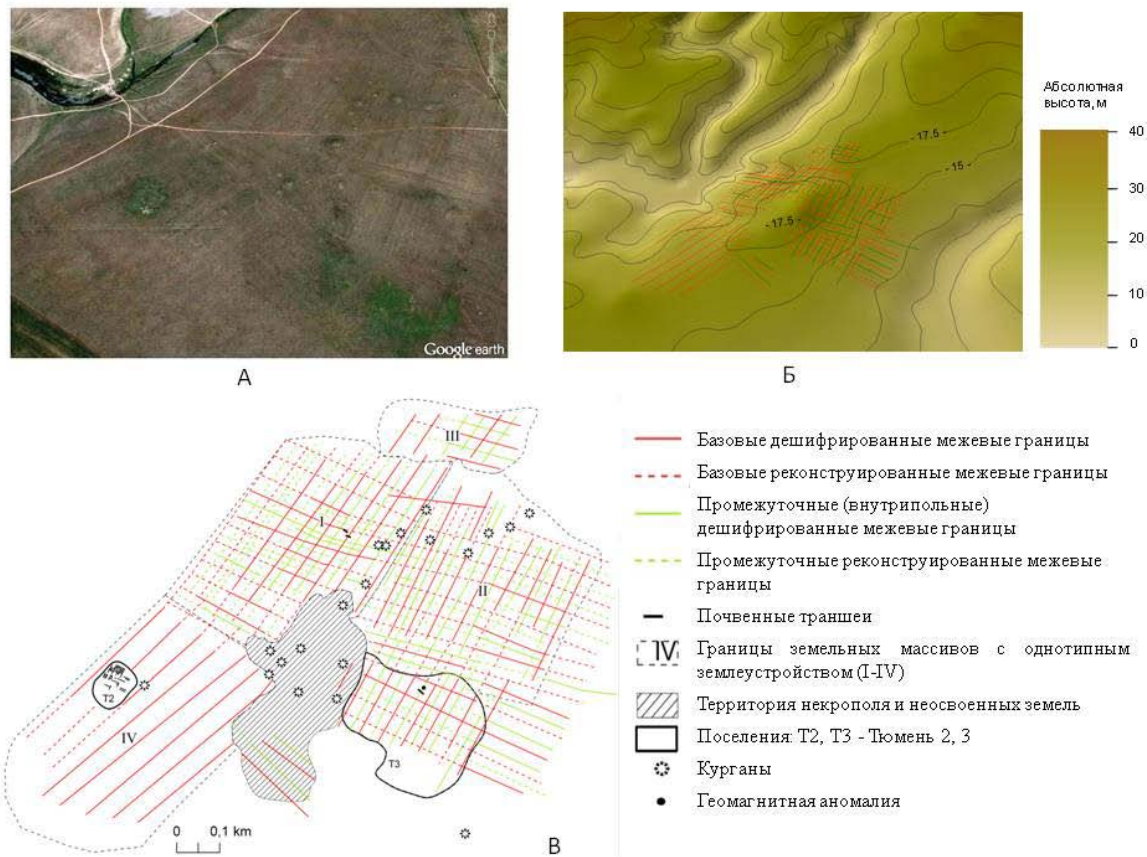 Google earth
А
- 17.5 -
- 15 -
- 17.5 -
Абсолютная
высота, м
40
30
20
10
0
Б
III
I
II
T2
IV
T3
0 0,1 km
В
Базовые дешифрированные межевые границы
Базовые реконструированные межевые границы
Промежуточные (внутрипольные)
дешифрированные межевые границы
Промежуточные реконструированные межевые
границы
Почвенные траншеи
IV
Границы земельных массивов с однотипным
землеустройством (I-IV)
Территория некрополя и неосвоенных земель
Поселения: Т2, Т3 - Тюмень 2, 3
Курганы
Геомагнитная аномалия